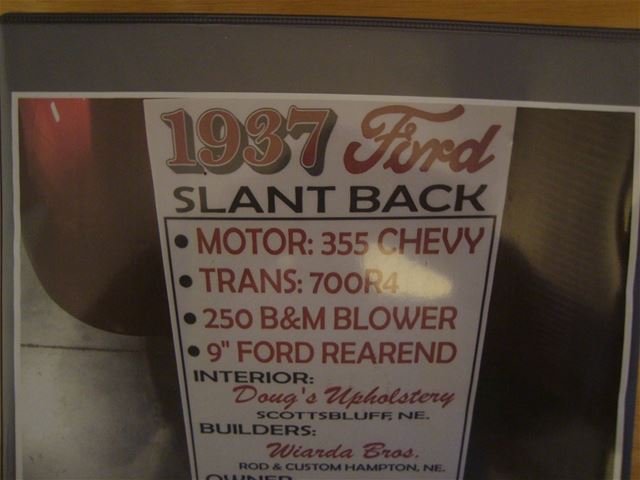 1937 Ford
SLANT BACK
• MOTOR: 355 CHEVY
• TRANS: 700R4
• 250 B&M BLOWER
• 9" FORD REAREND
INTERIOR:
Doug's Upholstery
SCOTTSBLUFF, NE.
BUILDERS:
Wiarda Bros.
ROD & CUSTOM HAMPTON, NE.
OWNER